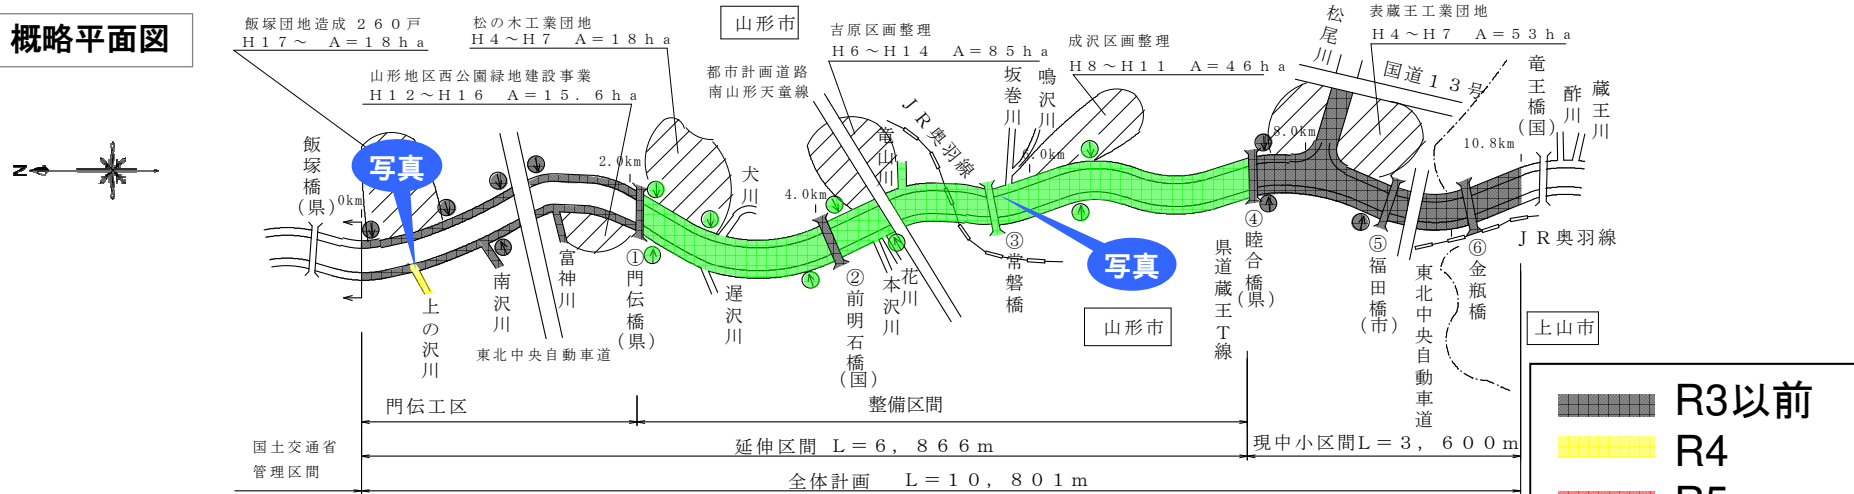 概略平面図
飯塚団地造成 260戸
H17～ A=18ha
松の木工業団地
H4～H7 A=18ha
山形地区西公園緑地建設事業
H12～H16 A=15.6ha
山形市
都市計画道路
南山形天童線
吉原区画整理
H6～H14 A=85ha
成沢区画整理
H8～H11 A=46ha
表蔵王工業団地
H4～H7 A=53ha
松尾川
国道13号
竜王橋(国)
酢川
蔵王川
坂巻川
鳴沢川
JR奥羽線
竜山川
犬川
飯塚橋(県)
N
写真
0km
2.0km
4.0km
6.0km
8.0km
10.8km
上の沢川
南沢川
富神川
東北中央自動車道
①門伝橋(県)
遅沢川
②前明石橋(国)
本沢川
花川
③常磐橋
写真
山形市
県道蔵王T線
④睦合橋(県)
⑤福田橋(市)
東北中央自動車道
⑥金瓶橋
JR奥羽線
上山市
門伝工区
整備区間
国土交通省
管理区間
延伸区間 L=6,866m
現中小区間L=3,600m
全体計画 L=10,801m
R3以前
R4
R5